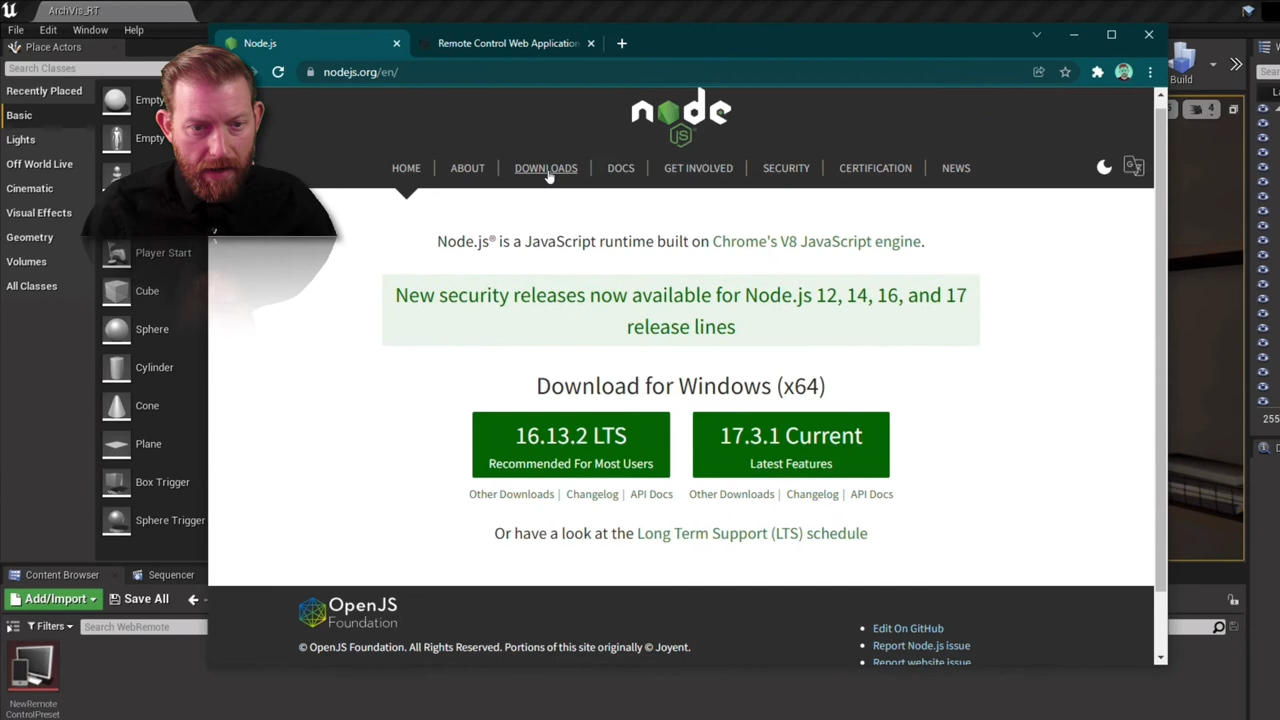 ArchVis_RT
File Edit Window Help
Place Actors
Search Classes
Recently Placed
Basic
Lights
Off World Live
Cinematic
Visual Effects
Geometry
Volumes
All Classes
Empty
Empty
Player Start
Cube
Sphere
Cylinder
Cone
Plane
Box Trigger
Sphere Trigger
Content Browser
Sequencer
Add/Import
Save All
Filters
Search WebRemote
NewRemote
ControlPreset
Node.js
Remote Control Web Application
nodejs.org/en/
node
JS
HOME
ABOUT
DOWNLOADS
DOCS
GET INVOLVED
SECURITY
CERTIFICATION
NEWS
Node.js® is a JavaScript runtime built on Chrome's V8 JavaScript engine.
New security releases now available for Node.js 12, 14, 16, and 17
release lines
Download for Windows (x64)
16.13.2 LTS
Recommended For Most Users
17.3.1 Current
Latest Features
Other Downloads | Changelog | API Docs
Other Downloads | Changelog | API Docs
Or have a look at the Long Term Support (LTS) schedule
OpenJS
Foundation
© OpenJS Foundation. All Rights Reserved. Portions of this site originally © Joyent.
Edit On GitHub
Report Node.js issue
Report website issue
Build
4
255